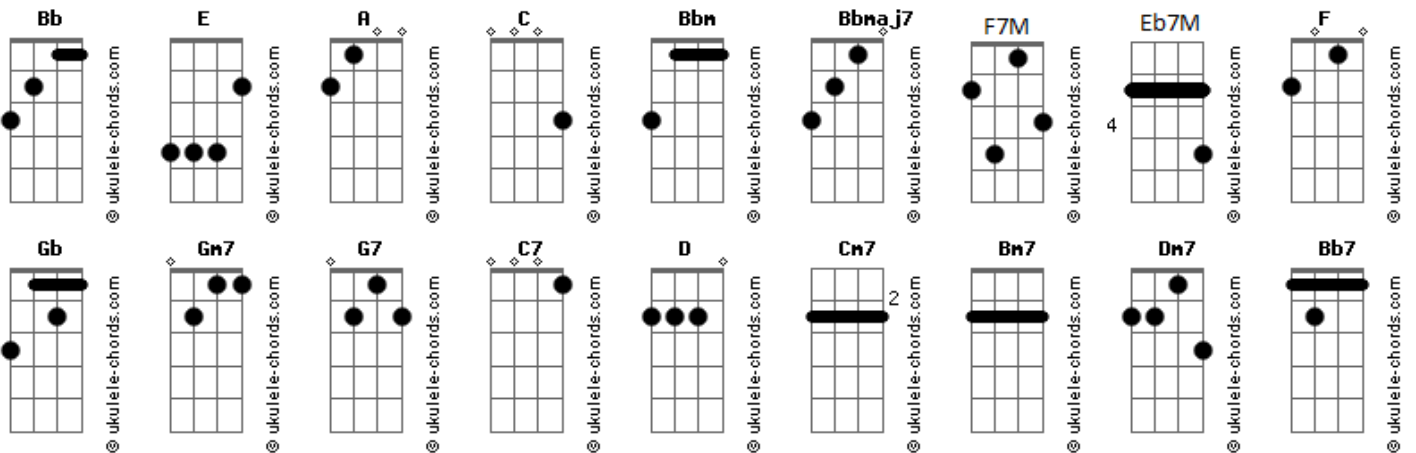 Bb E A C Bbm Bbmaj7 F7M Eb7M F
4
© ukulele-chords.com © ukulele-chords.com © ukulele-chords.com © ukulele-chords.com © ukulele-chords.com © ukulele-chords.com © ukulele-chords.com © ukulele-chords.com © ukulele-chords.com
Gb Gm7 G7 C7 D Cm7 Bm7 Dm7 Bb7
2
© ukulele-chords.com © ukulele-chords.com © ukulele-chords.com © ukulele-chords.com © ukulele-chords.com © ukulele-chords.com © ukulele-chords.com © ukulele-chords.com © ukulele-chords.com